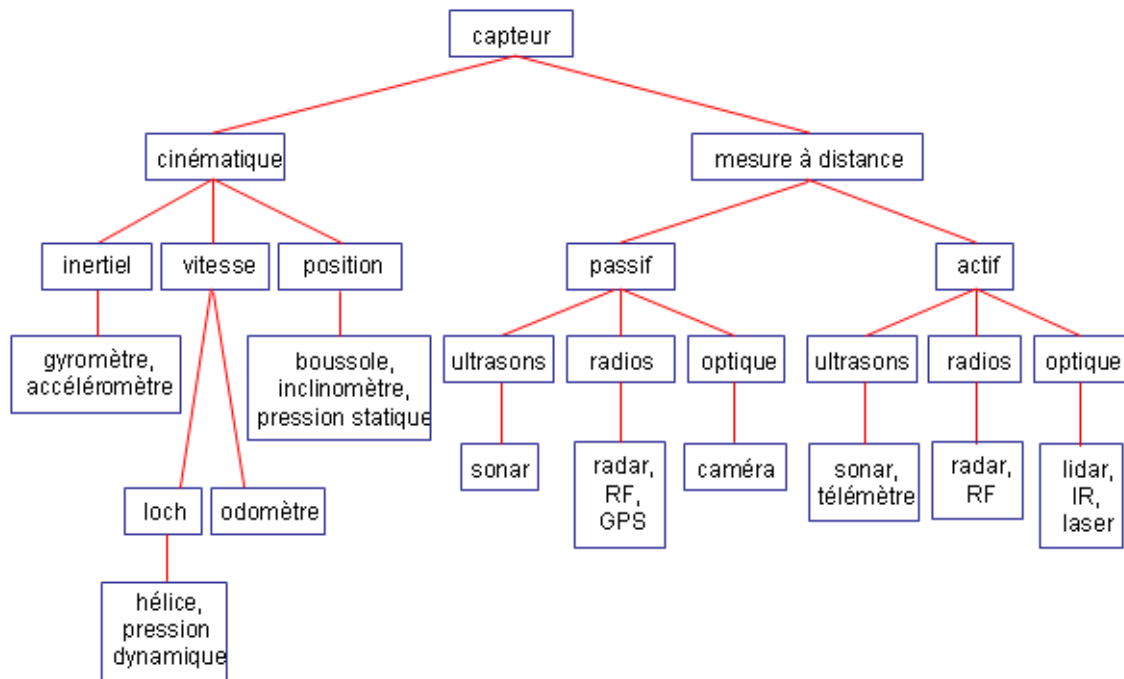 capteur
cinématique
mesure à distance
inertiel
vitesse
position
passif
actif
gyromètre,
accéléromètre
boussole,
inclinomètre,
pression statique
ultrasons
radios
optique
ultrasons
radios
optique
sonar
radar,
RF,
GPS
caméra
sonar,
télémètre
radar,
RF
lidar,
IR,
laser
loch
odomètre
hélice,
pression
dynamique